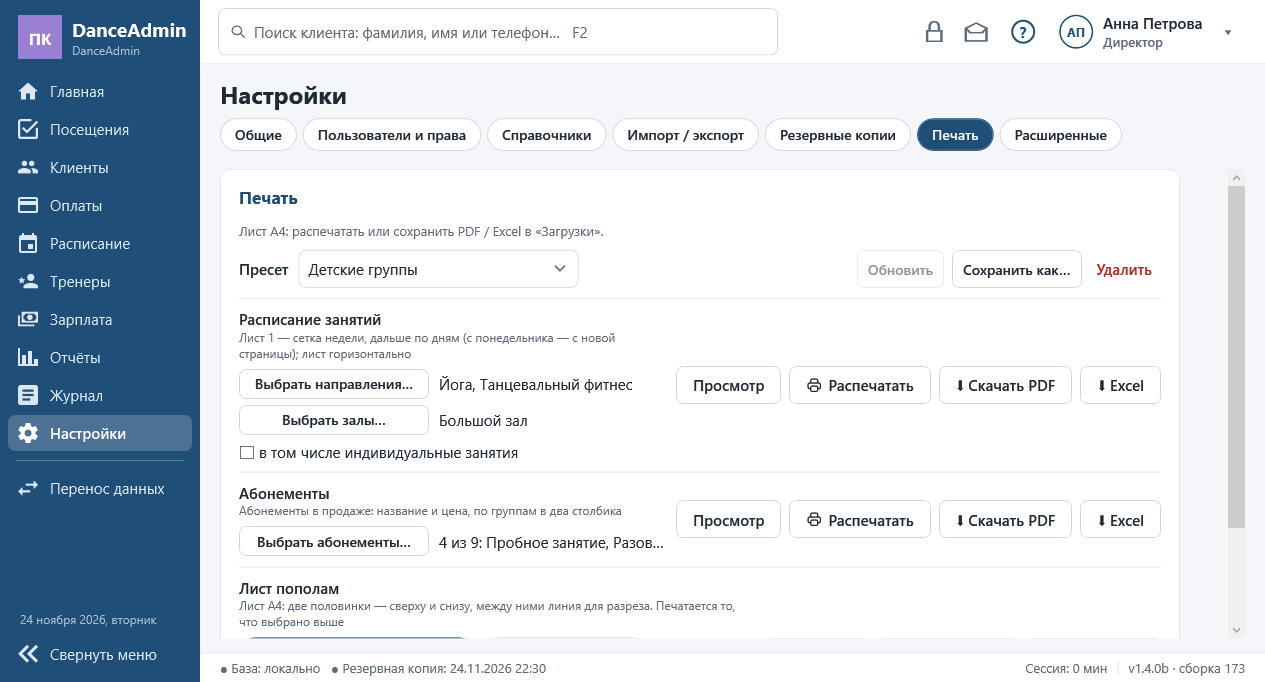 ПК
DanceAdmin
DanceAdmin
Главная
Посещения
Клиенты
Оплаты
Расписание
Тренеры
Зарплата
Отчёты
Журнал
Настройки
Перенос данных
24 ноября 2026, вторник
Свернуть меню
Поиск клиента: фамилия, имя или телефон... F2
?
АП
Анна Петрова
Директор
Настройки
Общие
Пользователи и права
Справочники
Импорт / экспорт
Резервные копии
Печать
Расширенные
Печать
Лист А4: распечатать или сохранить PDF / Excel в «Загрузки».
Пресет
Детские группы
Обновить
Сохранить как...
Удалить
Расписание занятий
Лист 1 — сетка недели, дальше по дням (с понедельника — с новой
страницы); лист горизонтально
Выбрать направления...
Йога, Танцевальный фитнес
Просмотр
Распечатать
⬇ Скачать PDF
⬇ Excel
Выбрать залы...
Большой зал
в том числе индивидуальные занятия
Абонементы
Абонементы в продаже: название и цена, по группам в два столбика
Выбрать абонементы...
4 из 9: Пробное занятие, Разов...
Просмотр
Распечатать
⬇ Скачать PDF
⬇ Excel
Лист пополам
Лист А4: две половинки — сверху и снизу, между ними линия для разреза. Печатается то,
что выбрано выше
● База: локально ● Резервная копия: 24.11.2026 22:30
Сессия: 0 мин
v1.4.0b · сборка 173